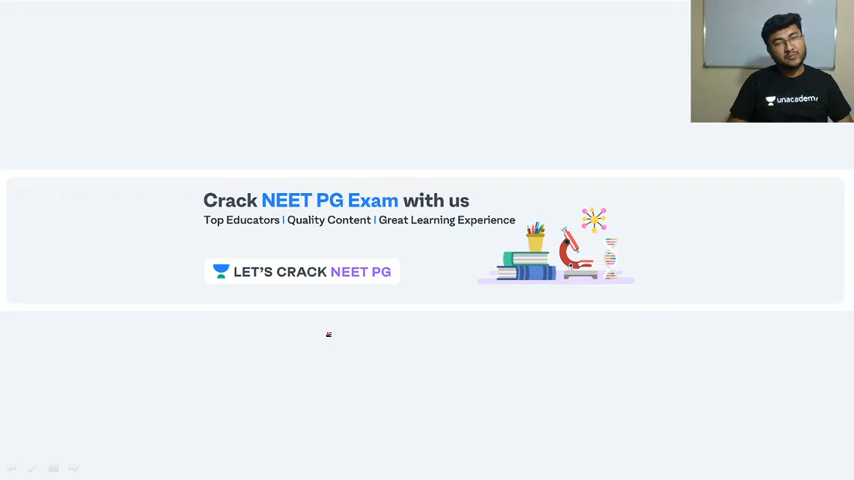 unacademy
Crack NEET PG Exam with us
Top Educators | Quality Content | Great Learning Experience
LET'S CRACK NEET PG